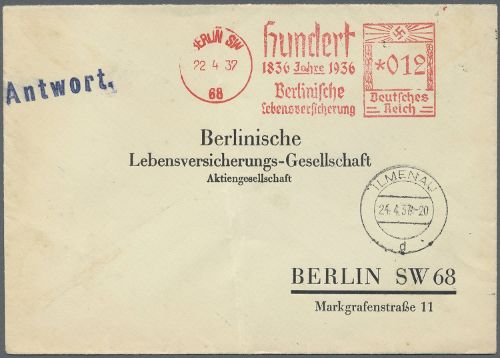 BERLIN SW
22.4.37
68
Hundert
1836 Jahre 1936
Berlinische
Lebensversicherung
*012
Deutsches
Reich
Antwort.
Berlinische
Lebensversicherungs-Gesellschaft
Aktiengesellschaft
ILMENAU
24.4.37-20
d
BERLIN SW 68
Markgrafenstraße 11